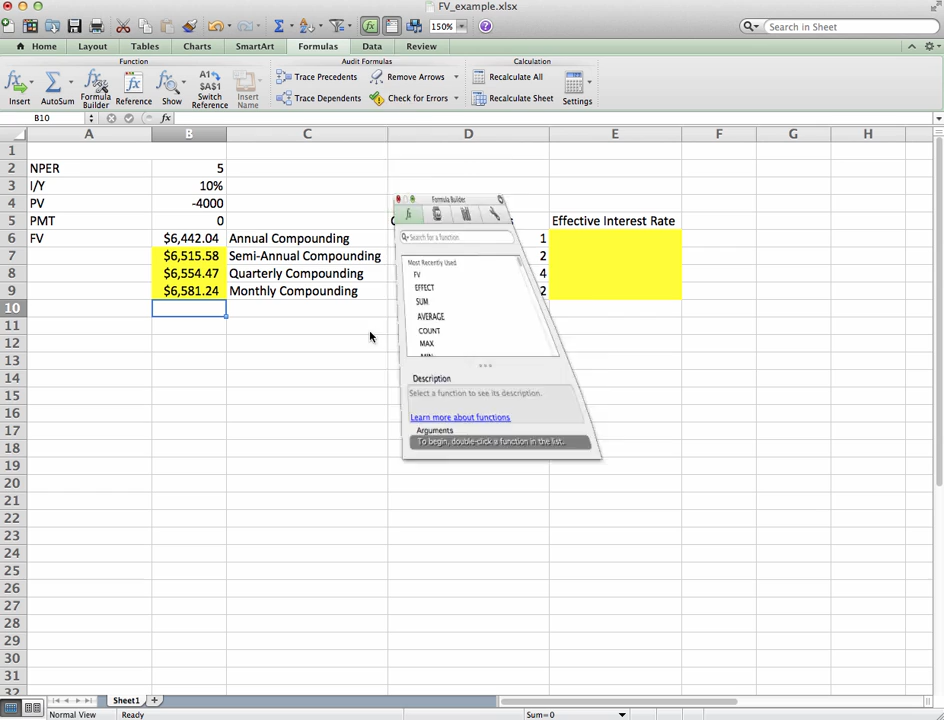 FV_example.xlsx
150%
Search in Sheet
Home Layout Tables Charts SmartArt Formulas Data Review
Function Audit Formulas Calculation
Insert AutoSum Formula Builder Reference Show Switch Reference Insert Name
A1
$A$1
Trace Precedents Remove Arrows
Trace Dependents Check for Errors
Recalculate All
Recalculate Sheet
Settings
B10 fx
A B C D E F G H
1
2 NPER 5
3 I/Y 10%
4 PV -4000
5 PMT 0 Effective Interest Rate
6 FV $6,442.04 Annual Compounding 1
7 $6,515.58 Semi-Annual Compounding 2
8 $6,554.47 Quarterly Compounding 4
9 $6,581.24 Monthly Compounding 2
10
11
12
13
14
15
16
17
18
19
20
21
22
23
24
25
26
27
28
29
30
31
32
Formula Builder
fx
Search for a function
Most Recently Used
FV
EFFECT
SUM
AVERAGE
COUNT
MAX
MIN
Description
Select a function to see its description.
Learn more about functions
Arguments
To begin, double-click a function in the list.
Sheet1
Normal View Ready Sum=0